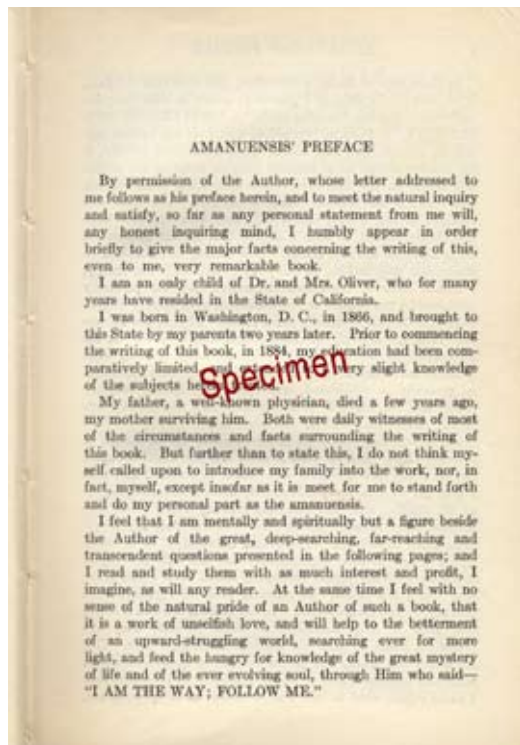 AMANUENSIS' PREFACE
By permission of the Author, whose letter addressed to
me follows as his preface herein, and to meet the natural inquiry
and satisfy, so far as any personal statement from me will,
any honest inquiring mind, I humbly appear in order
briefly to give the major facts concerning the writing of this,
even to me, very remarkable book.
I am an only child of Dr. and Mrs. Oliver, who for many
years have resided in the State of California.
I was born in Washington, D. C., in 1866, and brought to
this State by my parents two years later. Prior to commencing
the writing of this book, in 1884, my education had been com-
paratively limited, and very slight knowledge
of the subjects
Specimen
My father, a well-known physician, died a few years ago,
my mother surviving him. Both were daily witnesses of most
of the circumstances and facts surrounding the writing of
this book. But further than to state this, I do not think my-
self called upon to introduce my family into the work, nor, in
fact, myself, except insofar as it is meet for me to stand forth
and do my personal part as the amanuensis.
I feel that I am mentally and spiritually but a figure beside
the Author of the great, deep-searching, far-reaching and
transcendent questions presented in the following pages; and
I read and study them with as much interest and profit, I
imagine, as will any reader. At the same time I feel with no
sense of the natural pride of an Author of such a book, that
it is a work of unselfish love, and will help to the betterment
of an upward-struggling world, searching ever for more
light, and feed the hungry for knowledge of the great mystery
of life and of the ever evolving soul, through Him who said—
"I AM THE WAY; FOLLOW ME."